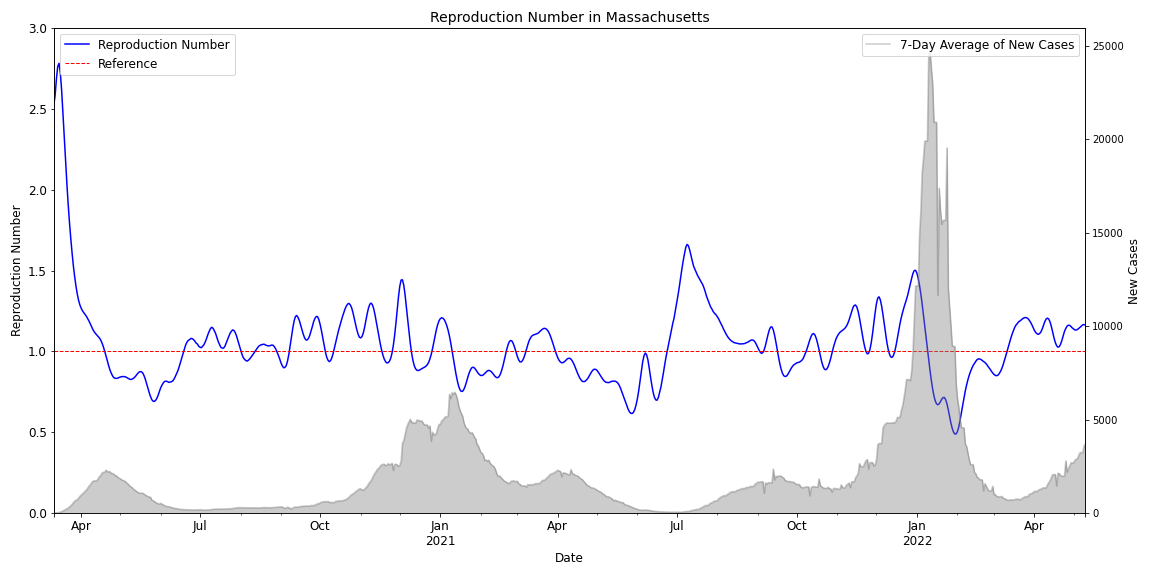 Reproduction Number in Massachusetts
Reproduction Number
Reference
7-Day Average of New Cases
3.0
2.5
2.0
1.5
1.0
0.5
0.0
Reproduction Number
25000
20000
15000
10000
5000
0
New Cases
Apr
Jul
Oct
Jan
2021
Apr
Jul
Oct
Jan
2022
Apr
Date